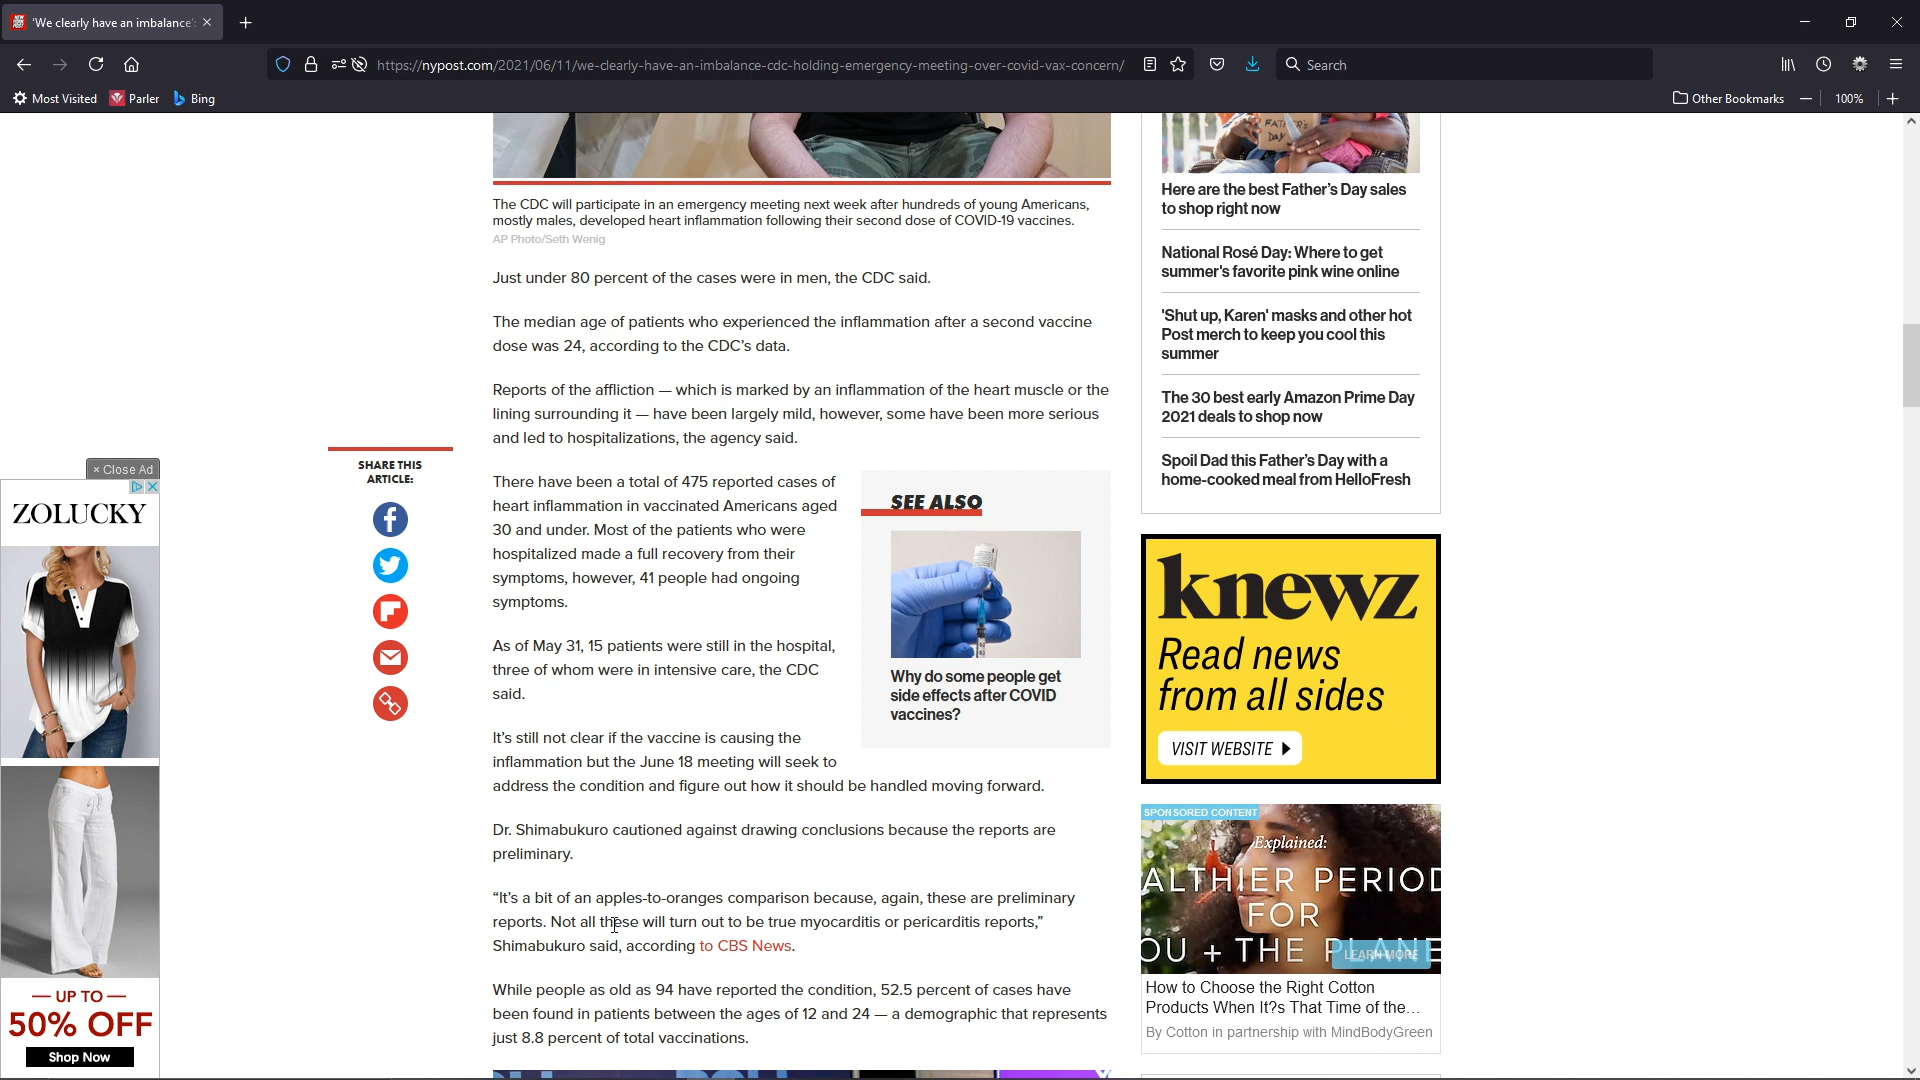 'We clearly have an imbalance':
https://nypost.com/2021/06/11/we-clearly-have-an-imbalance-cdc-holding-emergency-meeting-over-covid-vax-concern/
Search
Most Visited
Parler
Bing
Other Bookmarks
100%
The CDC will participate in an emergency meeting next week after hundreds of young Americans,
mostly males, developed heart inflammation following their second dose of COVID-19 vaccines.
AP Photo/Seth Wenig
Just under 80 percent of the cases were in men, the CDC said.
The median age of patients who experienced the inflammation after a second vaccine
dose was 24, according to the CDC's data.
Reports of the affliction — which is marked by an inflammation of the heart muscle or the
lining surrounding it — have been largely mild, however, some have been more serious
and led to hospitalizations, the agency said.
SHARE THIS
ARTICLE:
There have been a total of 475 reported cases of
heart inflammation in vaccinated Americans aged
30 and under. Most of the patients who were
hospitalized made a full recovery from their
symptoms, however, 41 people had ongoing
symptoms.
As of May 31, 15 patients were still in the hospital,
three of whom were in intensive care, the CDC
said.
It's still not clear if the vaccine is causing the
inflammation but the June 18 meeting will seek to
address the condition and figure out how it should be handled moving forward.
Dr. Shimabukuro cautioned against drawing conclusions because the reports are
preliminary.
“It's a bit of an apples-to-oranges comparison because, again, these are preliminary
reports. Not all these will turn out to be true myocarditis or pericarditis reports,”
Shimabukuro said, according to CBS News.
While people as old as 94 have reported the condition, 52.5 percent of cases have
been found in patients between the ages of 12 and 24 — a demographic that represents
just 8.8 percent of total vaccinations.
SEE ALSO
Why do some people get
side effects after COVID
vaccines?
FATHER'S
DAY
Here are the best Father's Day sales
to shop right now
National Rosé Day: Where to get
summer's favorite pink wine online
'Shut up, Karen' masks and other hot
Post merch to keep you cool this
summer
The 30 best early Amazon Prime Day
2021 deals to shop now
Spoil Dad this Father's Day with a
home-cooked meal from HelloFresh
knewz
Read news
from all sides
VISIT WEBSITE
SPONSORED CONTENT
Explained:
ALTHIER PERIOD
FOR
OU + THE PLANE
LEARN MORE
How to Choose the Right Cotton
Products When It?s That Time of the...
By Cotton in partnership with MindBodyGreen
× Close Ad
ZOLUCKY
— UP TO —
50% OFF
Shop Now